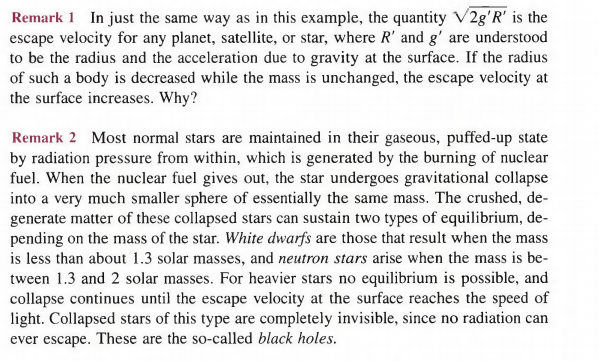 Remark 1 In just the same way as in this example, the quantity √2g′R′ is the
escape velocity for any planet, satellite, or star, where R′ and g′ are understood
to be the radius and the acceleration due to gravity at the surface. If the radius
of such a body is decreased while the mass is unchanged, the escape velocity at
the surface increases. Why?
Remark 2 Most normal stars are maintained in their gaseous, puffed-up state
by radiation pressure from within, which is generated by the burning of nuclear
fuel. When the nuclear fuel gives out, the star undergoes gravitational collapse
into a very much smaller sphere of essentially the same mass. The crushed, de-
generate matter of these collapsed stars can sustain two types of equilibrium, de-
pending on the mass of the star. White dwarfs are those that result when the mass
is less than about 1.3 solar masses, and neutron stars arise when the mass is be-
tween 1.3 and 2 solar masses. For heavier stars no equilibrium is possible, and
collapse continues until the escape velocity at the surface reaches the speed of
light. Collapsed stars of this type are completely invisible, since no radiation can
ever escape. These are the so-called black holes.